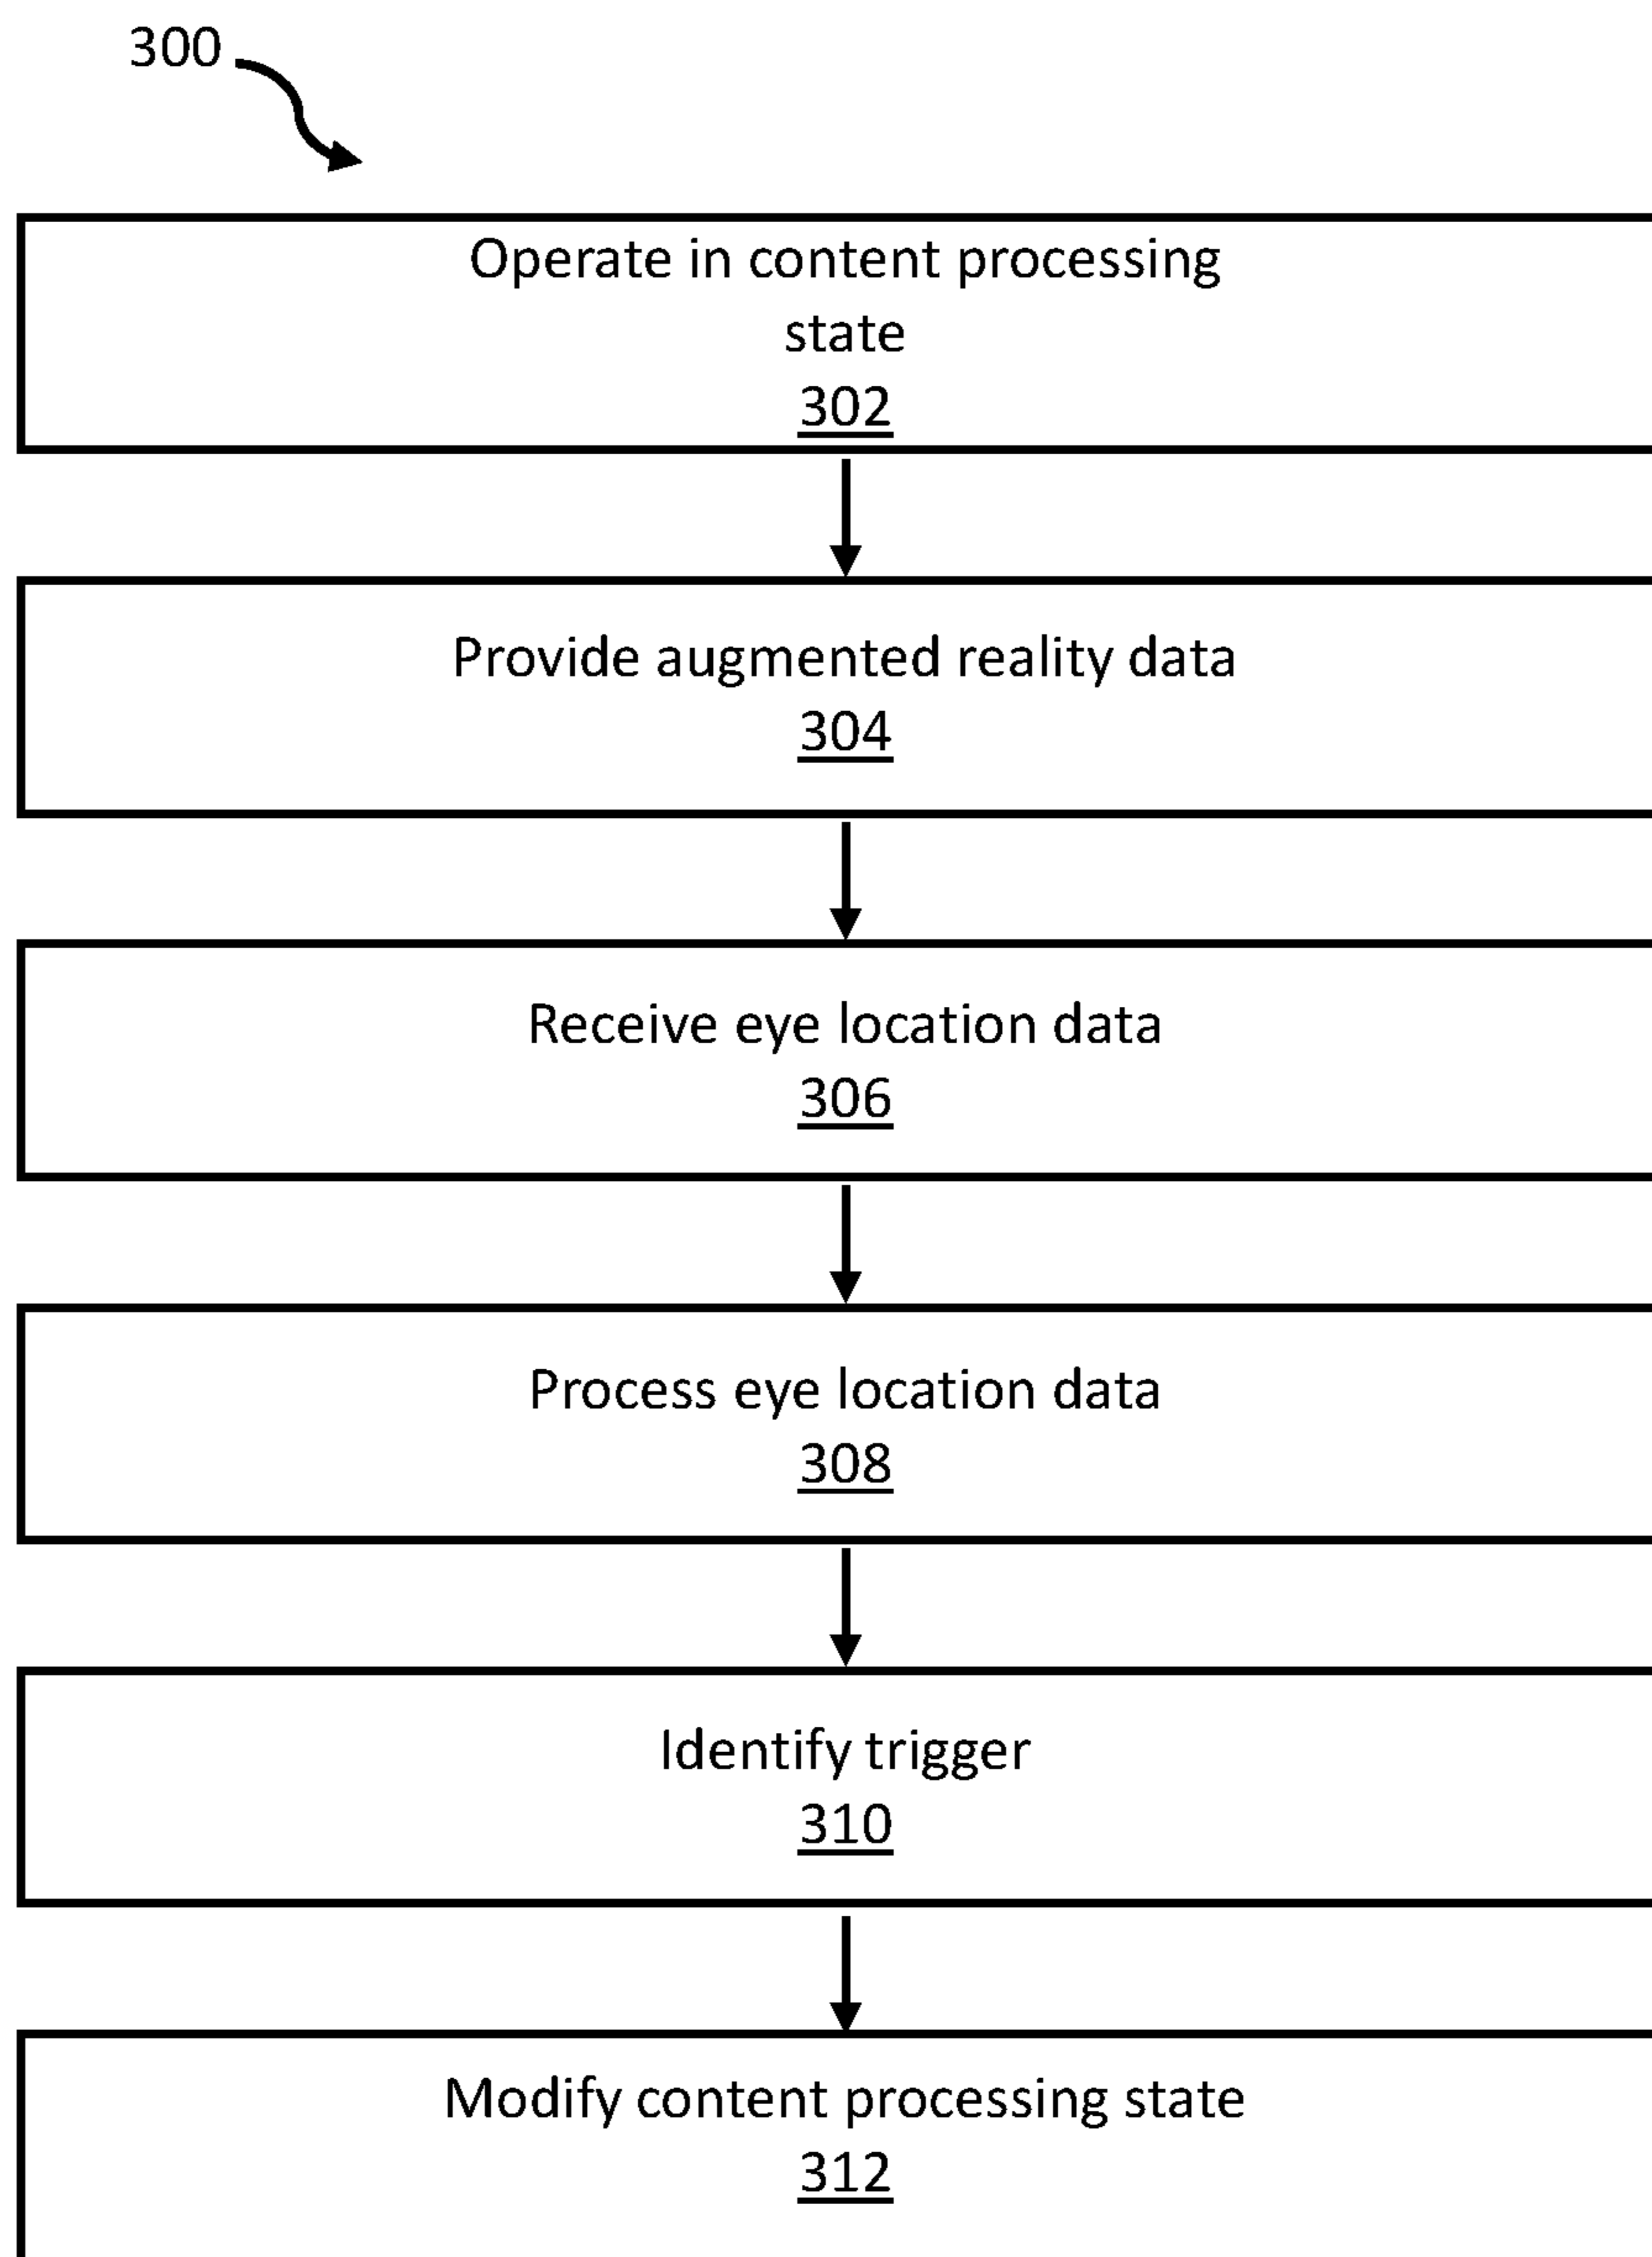 300
Operate in content processing
state
302
Provide augmented reality data
304
Receive eye location data
306
Process eye location data
308
Identify trigger
310
Modify content processing state
312